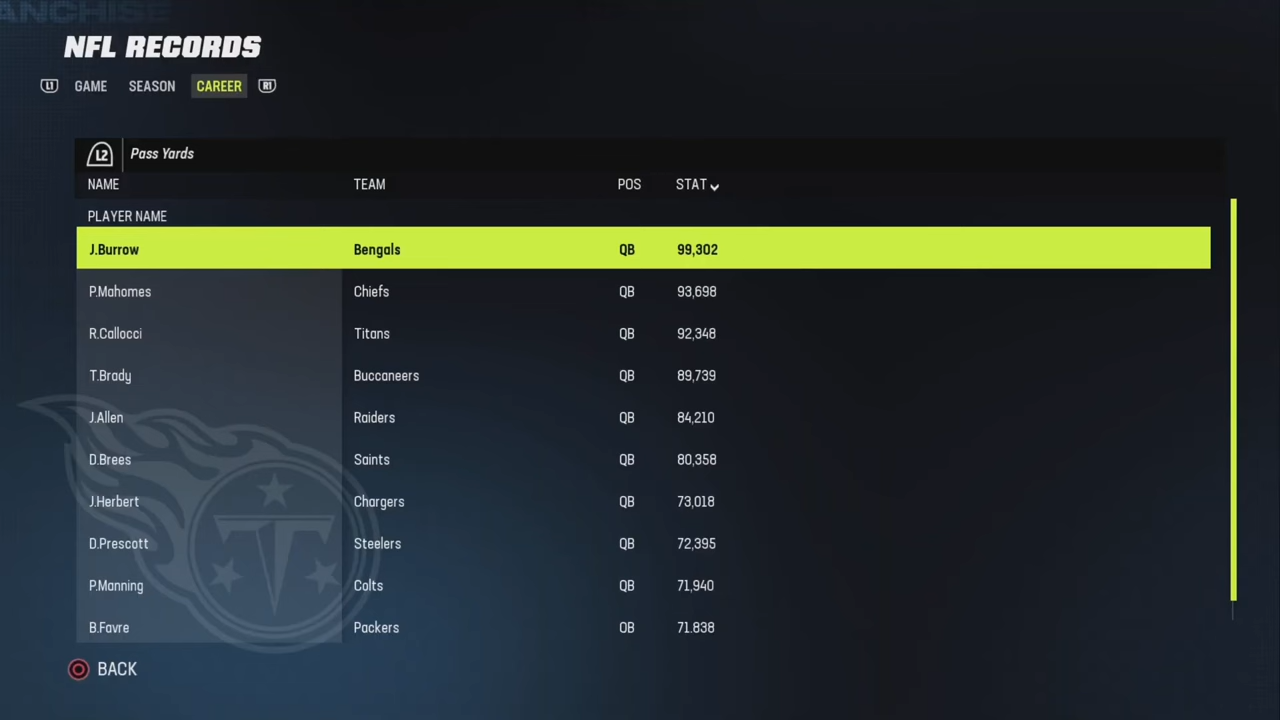 ANCHISE
NFL RECORDS
L1 GAME SEASON CAREER R1
L2 Pass Yards
NAME TEAM POS STAT
PLAYER NAME
J.Burrow Bengals QB 99,302
P.Mahomes Chiefs QB 93,698
R.Callocci Titans QB 92,348
T.Brady Buccaneers QB 89,739
J.Allen Raiders QB 84,210
D.Brees Saints QB 80,358
J.Herbert Chargers QB 73,018
D.Prescott Steelers QB 72,395
P.Manning Colts QB 71,940
B.Favre Packers QB 71,838
BACK